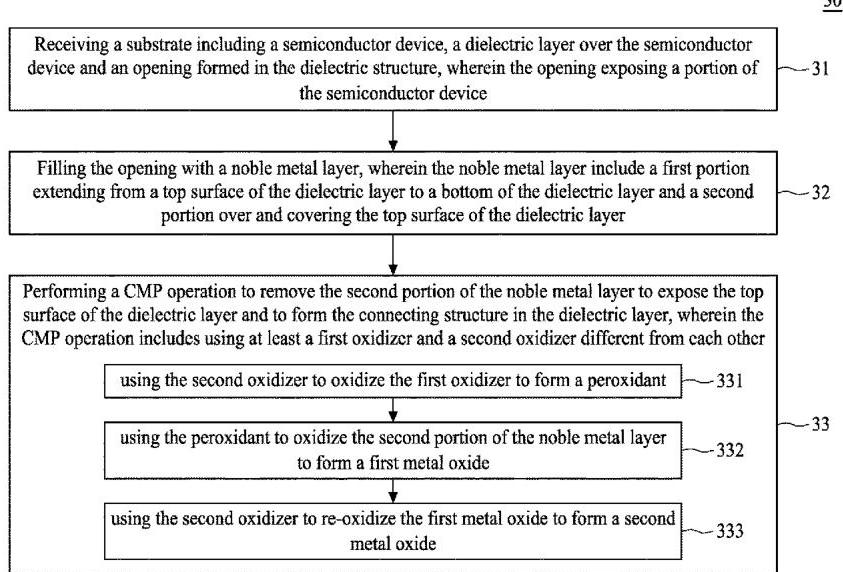 30
Receiving a substrate including a semiconductor device, a dielectric layer over the semiconductor
device and an opening formed in the dielectric structure, wherein the opening exposing a portion of
the semiconductor device
31
Filling the opening with a noble metal layer, wherein the noble metal layer include a first portion
extending from a top surface of the dielectric layer to a bottom of the dielectric layer and a second
portion over and covering the top surface of the dielectric layer
32
Performing a CMP operation to remove the second portion of the noble metal layer to expose the top
surface of the dielectric layer and to form the connecting structure in the dielectric layer, wherein the
CMP operation includes using at least a first oxidizer and a second oxidizer different from each other
using the second oxidizer to oxidize the first oxidizer to form a peroxidant
331
33
using the peroxidant to oxidize the second portion of the noble metal layer
to form a first metal oxide
332
using the second oxidizer to re-oxidize the first metal oxide to form a second
metal oxide
333